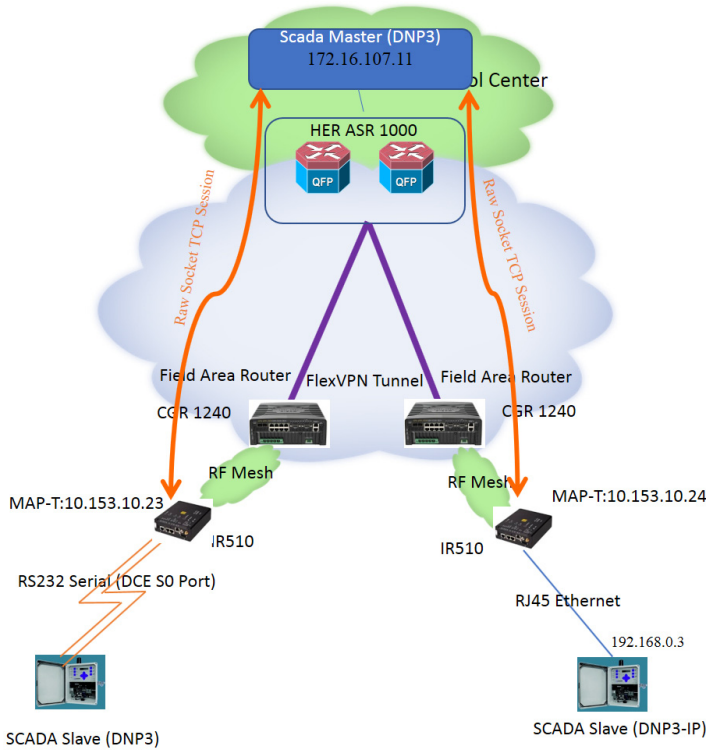 Scada Master (DNP3)
172.16.107.11
ol Center
HER ASR 1000
QFP
QFP
Raw Socket TCP Session
Raw Socket TCP Session
Field Area Router
FlexVPN Tunnel
Field Area Router
CGR 1240
CGR 1240
RF Mesh
RF Mesh
MAP-T:10.153.10.23
MAP-T:10.153.10.24
IR510
IR510
RS232 Serial (DCE S0 Port)
RJ45 Ethernet
192.168.0.3
SCADA Slave (DNP3)
SCADA Slave (DNP3-IP)